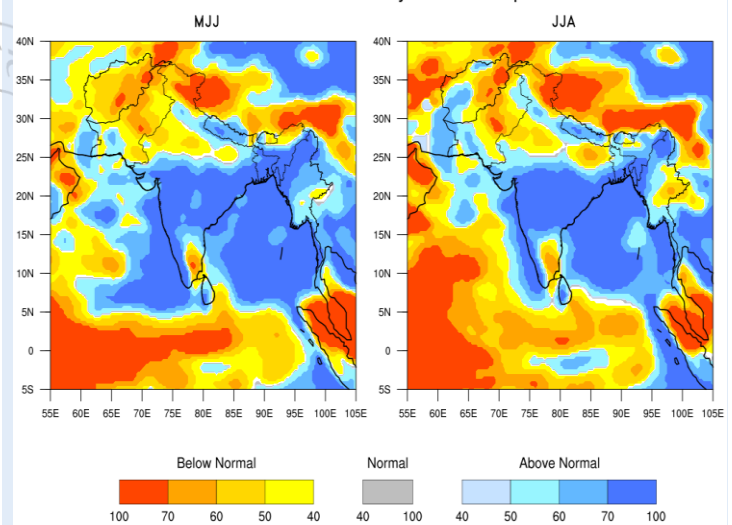 MJJ JJA
40N 40N
35N 35N
30N 30N
25N 25N
20N 20N
15N 15N
10N 10N
5N 5N
0 0
5S 5S
55E 60E 65E 70E 75E 80E 85E 90E 95E 100E 105E 55E 60E 65E 70E 75E 80E 85E 90E 95E 100E 105E
Below Normal Normal Above Normal
100 70 60 50 40 40 100 40 50 60 70 100